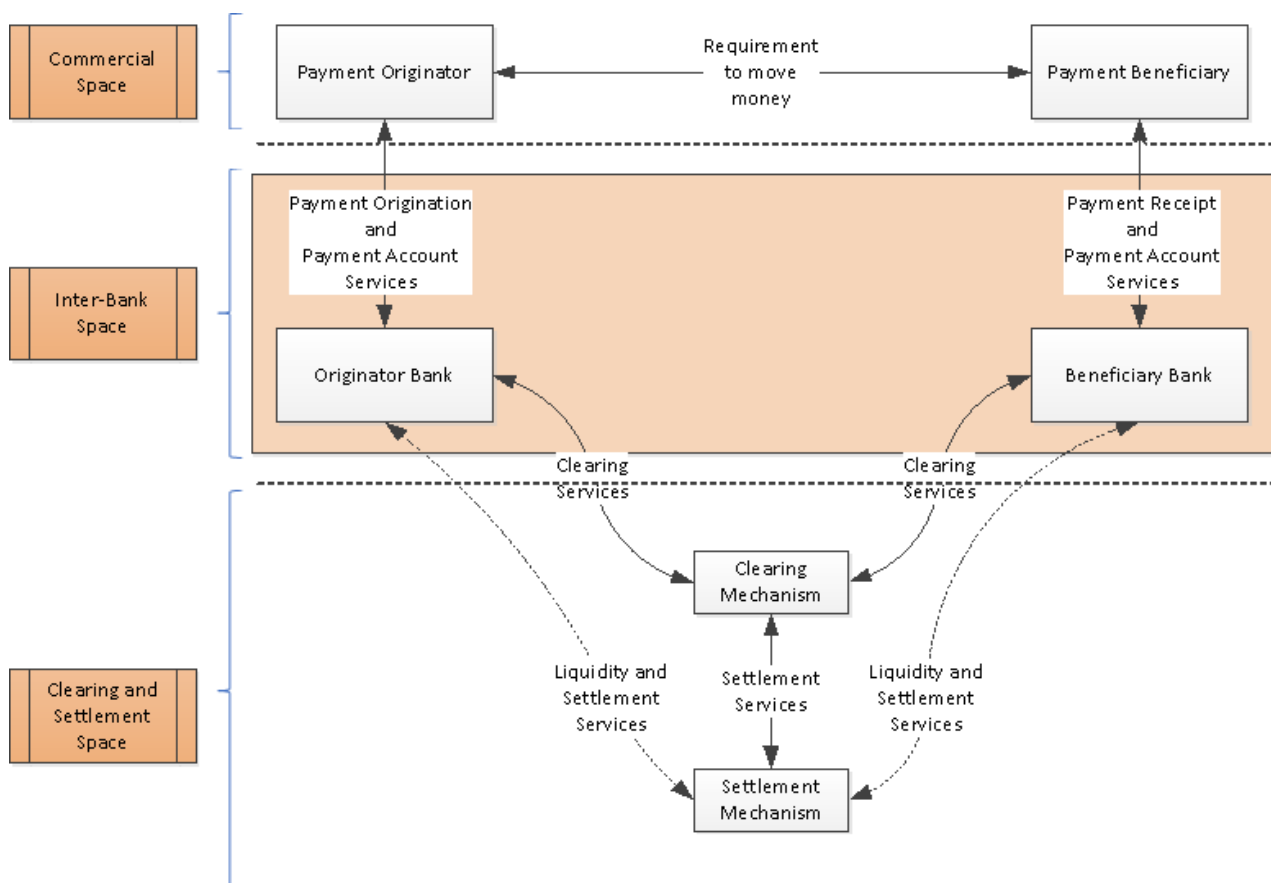 Commercial
Space
Payment Originator
Requirement
to move
money
Payment Beneficiary
Payment Origination
and
Payment Account
Services
Payment Receipt
and
Payment Account
Services
Inter-Bank
Space
Originator Bank
Beneficiary Bank
Clearing
Services
Clearing
Services
Clearing
Mechanism
Clearing and
Settlement
Space
Liquidity and
Settlement
Services
Settlement
Services
Liquidity and
Settlement
Services
Settlement
Mechanism